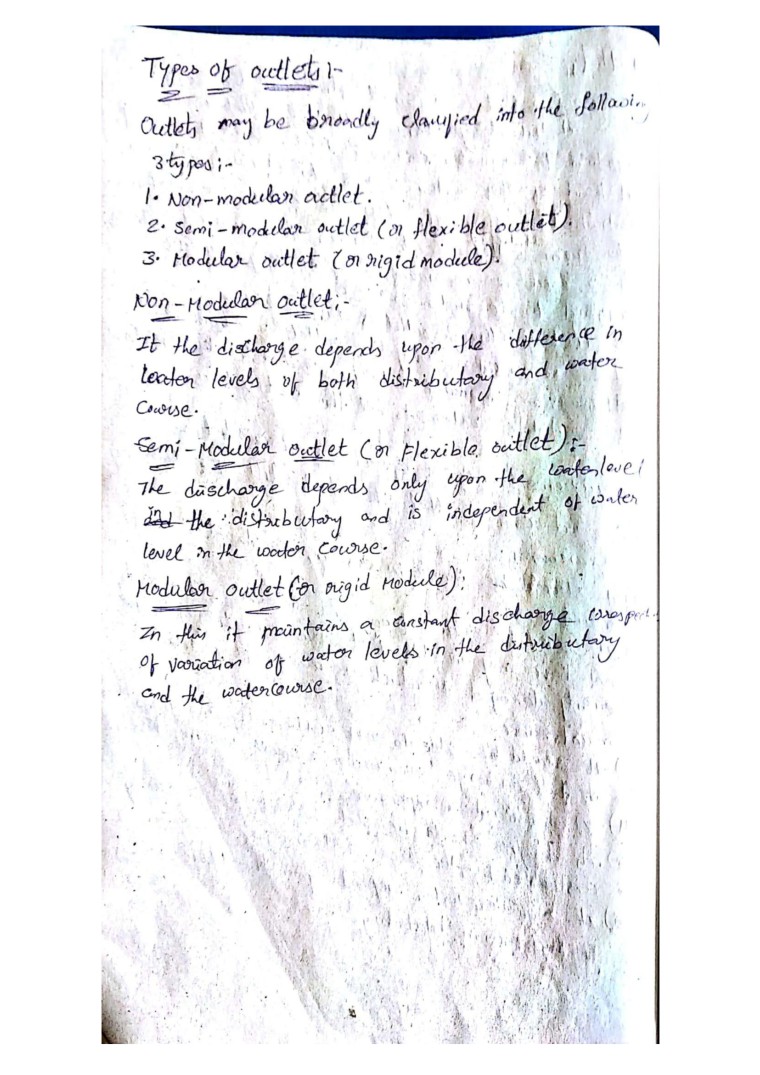 Types of outlets :-
Outlets may be broadly classified into the followin
3 types :-
1. Non-modular outlet.
2. Semi-modular outlet (or flexible outlet).
3. Modular outlet (or rigid module).
Non-Modular outlet :-
It the discharge depends upon the difference in
water levels of both distributary and water
course.
Semi-Modular outlet (or Flexible outlet) :-
The discharge depends only upon the water level
the distributary and is independent of water
level in the water course.
Modular outlet (or rigid Module) :
In this it maintains a constant discharge
of variation of water levels in the distributary
and the watercourse.